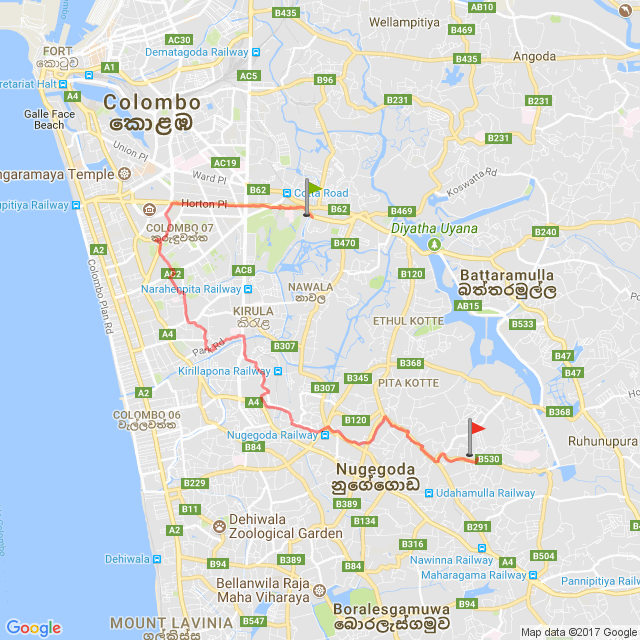 B435
AB10
Wellampitiya
B469
FORT
කොටුව
AC30
Dematagoda Railway
B435
B435
Angoda
A1
AC5
B96
ecretariat Halt
A4
Colombo
කොළඹ
B231
B231
Galle Face
Beach
Union Pl
AC19
Ward Pl
Koswatta Rd
ngaramaya Temple
B62
Cotta Road
upitiya Railway
Horton Pl
B62
B469
COLOMBO 07
කුරුඳුවත්ත
B470
Diyatha Uyana
B240
A2
B120
AC2
AC8
Battaramulla
බත්තරමුල්ල
Colombo Plan Rd
Narahenpita Railway
NAWALA
නාවල
AB15
KIRULA
කිරුළ
ETHUL KOTTE
B533
A4
Park Rd
B307
B47
B368
B47
Kirillapona Railway
B345
PITA KOTTE
B307
A4
COLOMBO 06
වැල්ලවත්ත
B120
B368
Nugegoda Railway
B84
Ruhunupura
Nugegoda
නුගේගොඩ
B530
B229
Udahamulla Railway
B389
B11
Dehiwala
Zoological Garden
B134
B291
Dehiwala
B316
B504
A2
B389
Nawinna Railway
B94
B84
Maharagama Railway
Bellanwila Raja
Maha Viharaya
Pannipitiya Railway
Boralesgamuwa
බොරලැස්ගමුව
B94
MOUNT LAVINIA
ගල්කිස්ස
B547
A4
Google
Map data ©2017 Google